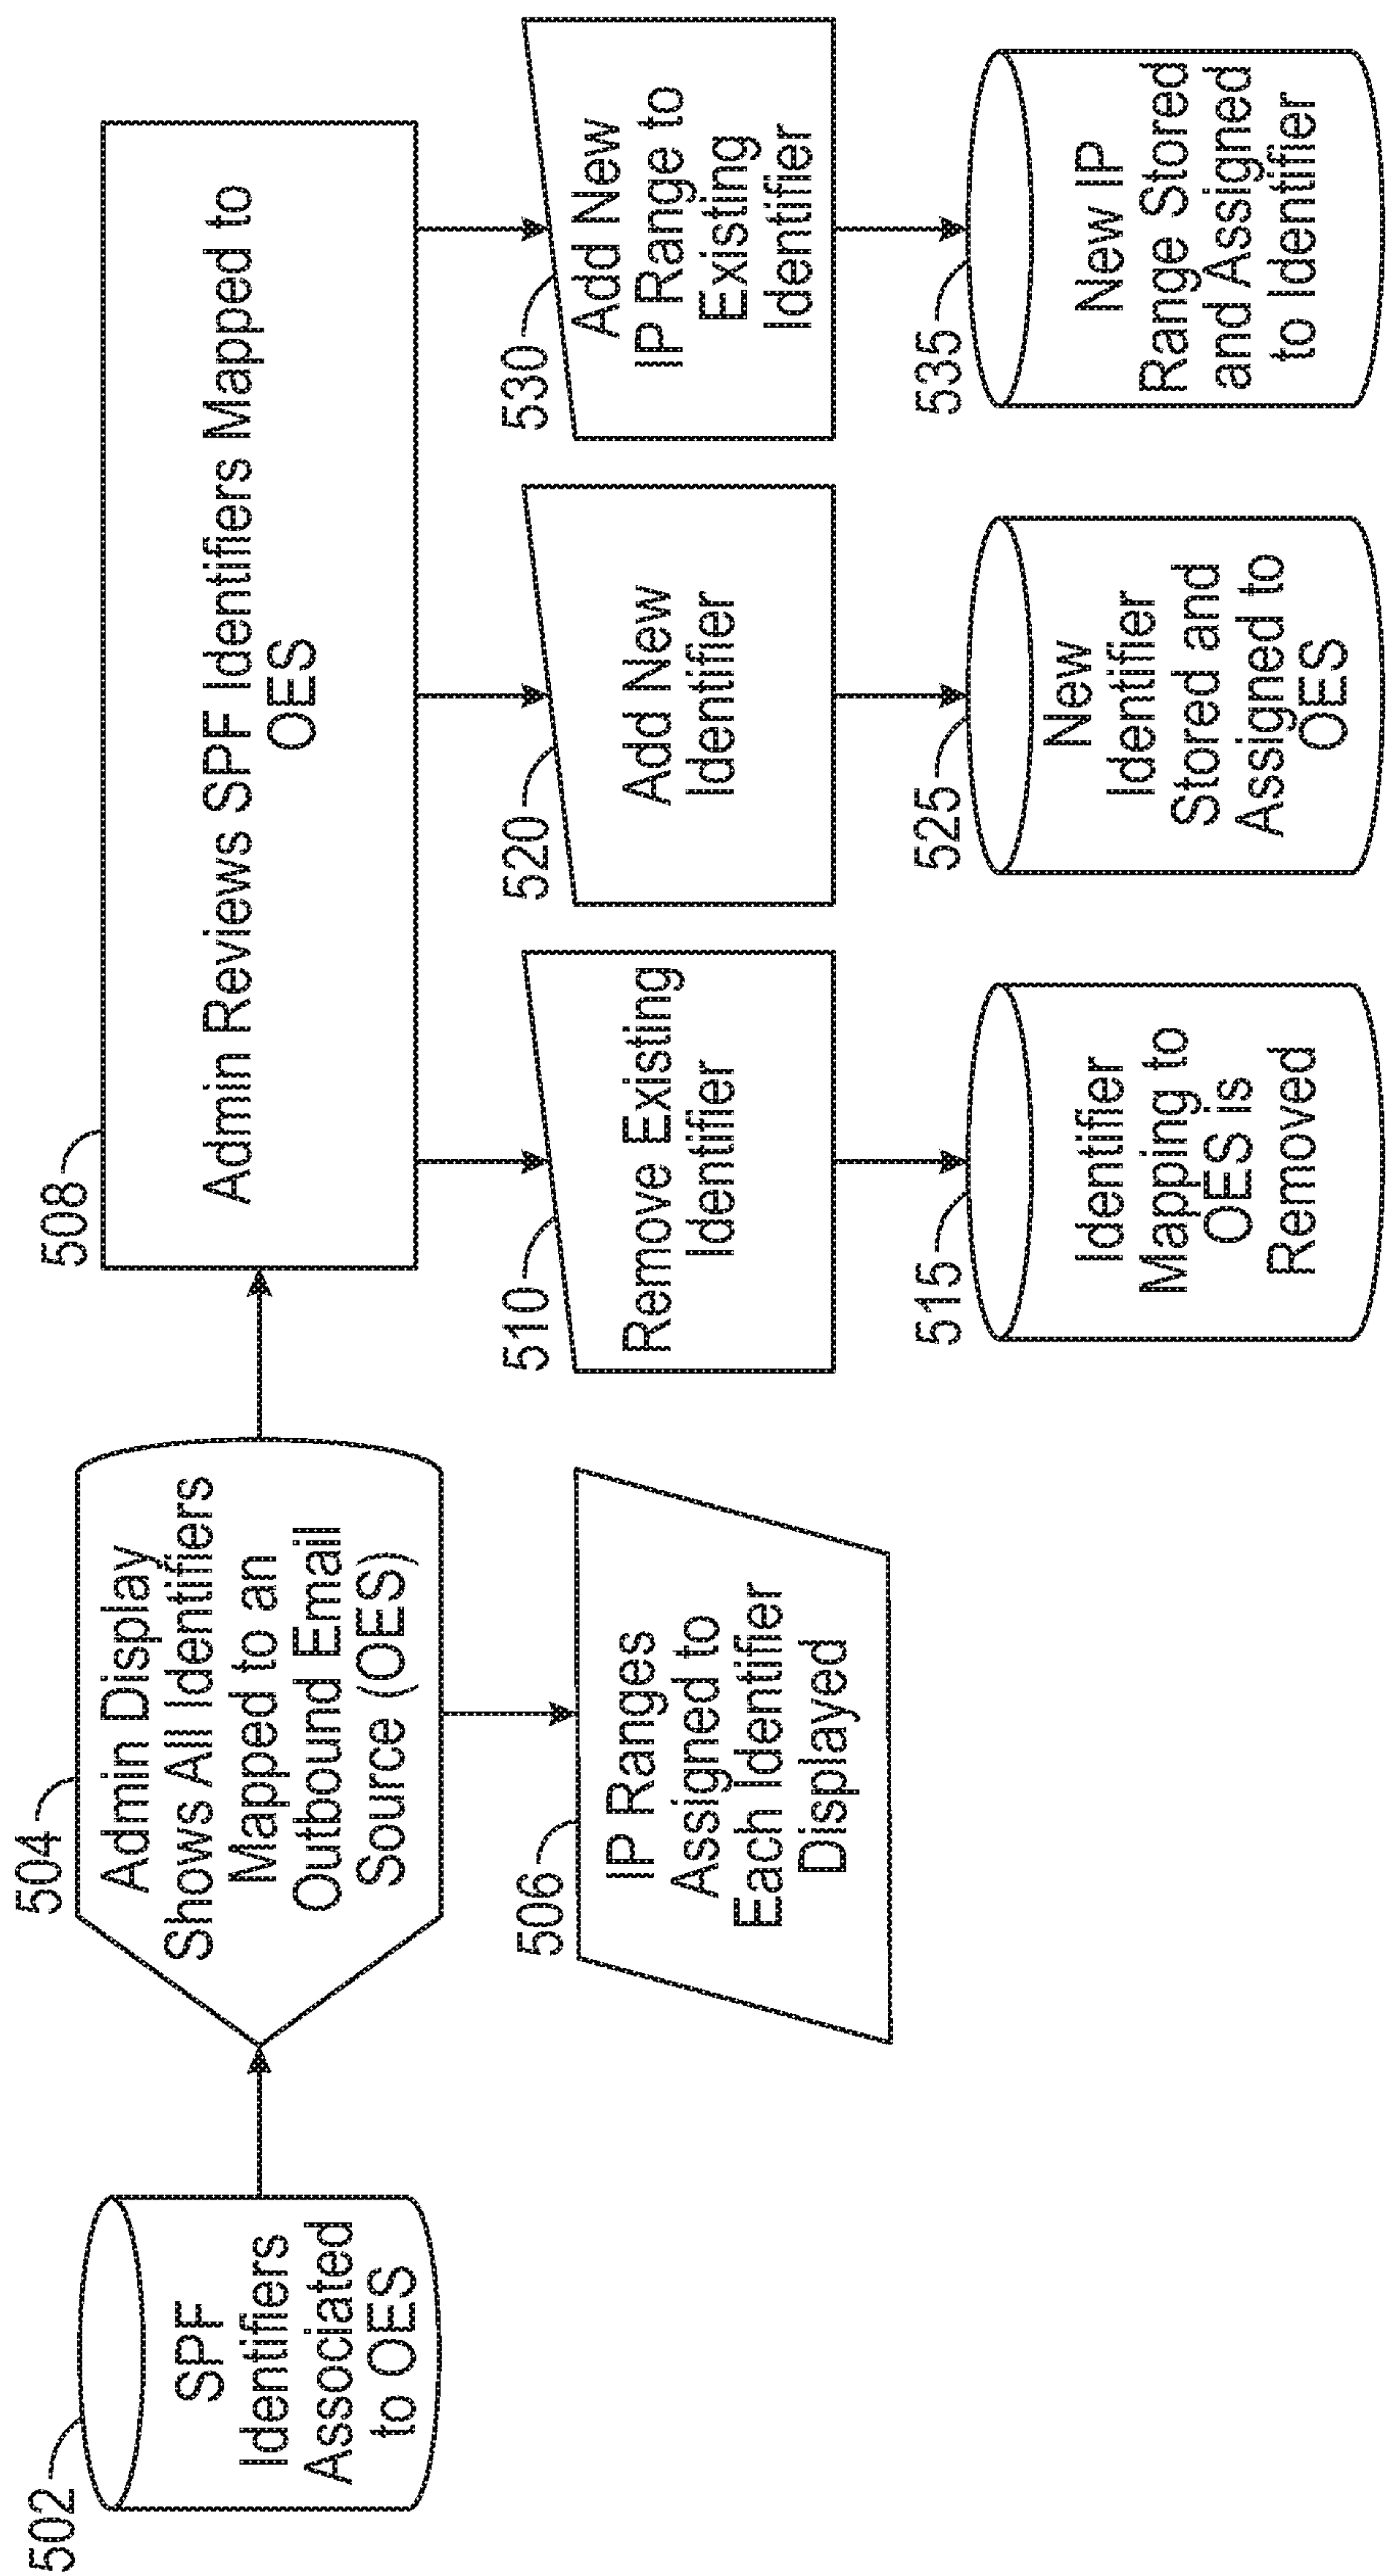 502
SPF
Identifiers
Associated
to OES
504
Admin Display
Shows All Identifiers
Mapped to an
Outbound Email
Source (OES)
506
IP Ranges
Assigned to
Each Identifier
Displayed
508
Admin Reviews SPF Identifiers Mapped to
OES
510
Remove Existing
Identifier
515
Identifier
Mapping to
OES is
Removed
520
Add New
Identifier
525
New
Identifier
Stored and
Assigned to
OES
530
Add New
IP Range to
Existing
Identifier
535
New IP
Range Stored
and Assigned
to Identifier